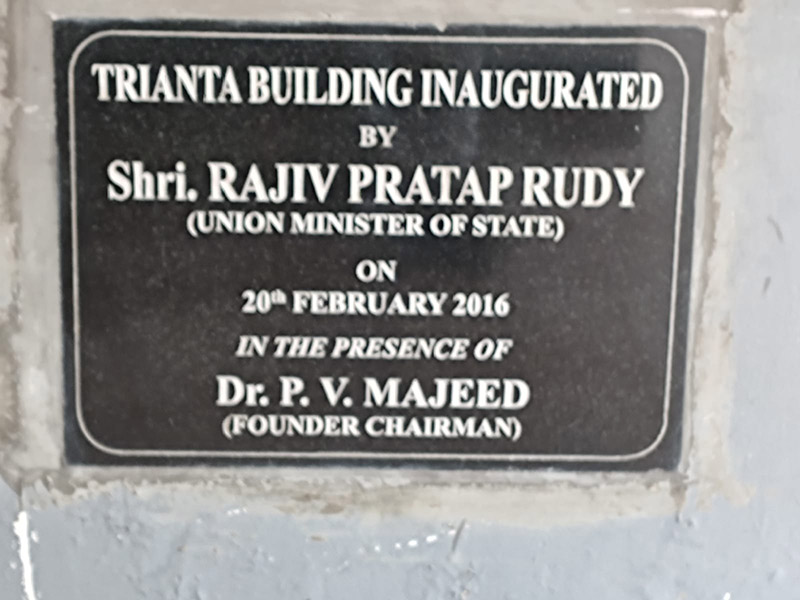 TRIANTA BUILDING INAUGURATED
BY
Shri. RAJIV PRATAP RUDY
(UNION MINISTER OF STATE)
ON
20th FEBRUARY 2016
IN THE PRESENCE OF
Dr. P. V. MAJEED
(FOUNDER CHAIRMAN)